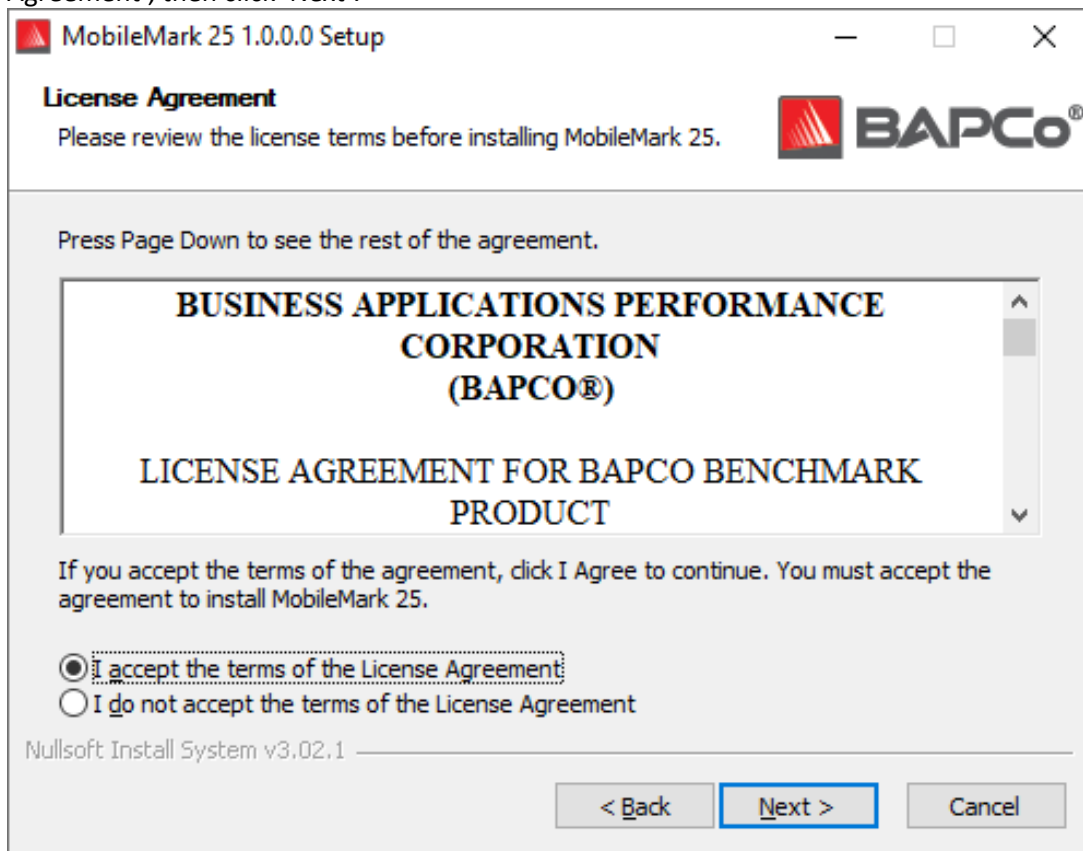 Agreement', then click 'Next'.
MobileMark 25 1.0.0.0 Setup
License Agreement
Please review the license terms before installing MobileMark 25.
BAPCo®
Press Page Down to see the rest of the agreement.
BUSINESS APPLICATIONS PERFORMANCE
CORPORATION
(BAPCO®)
LICENSE AGREEMENT FOR BAPCO BENCHMARK
PRODUCT
If you accept the terms of the agreement, click I Agree to continue. You must accept the
agreement to install MobileMark 25.
I accept the terms of the License Agreement
I do not accept the terms of the License Agreement
Nullsoft Install System v3.02.1
< Back
Next >
Cancel